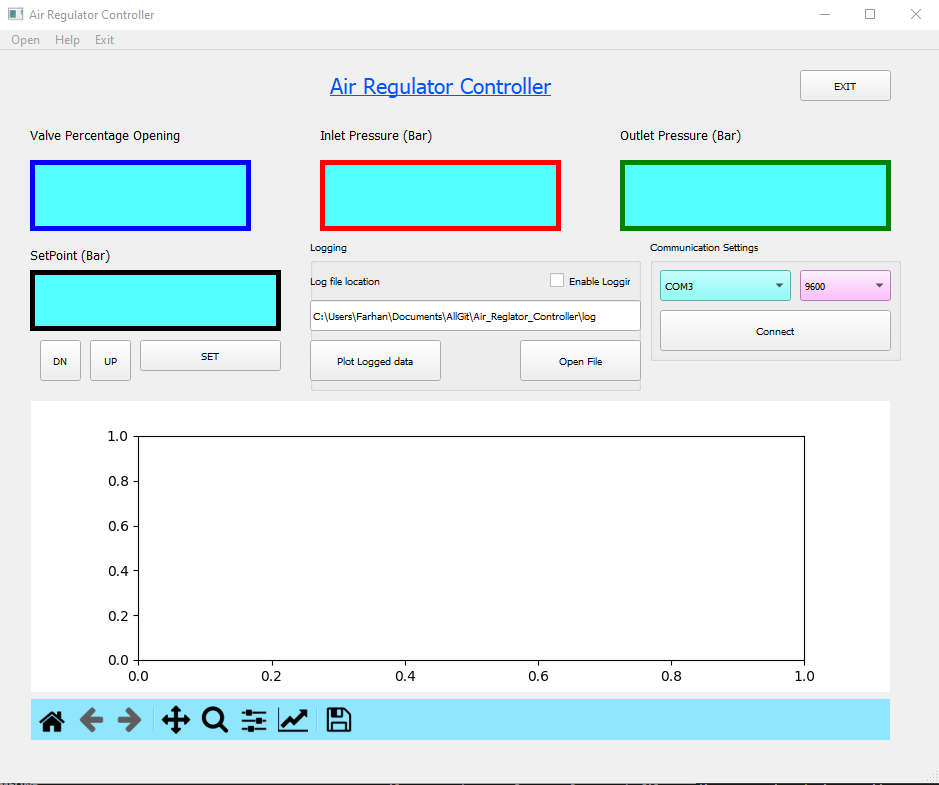 Air Regulator Controller
Open Help Exit
Air Regulator Controller
EXIT
Valve Percentage Opening
Inlet Pressure (Bar)
Outlet Pressure (Bar)
SetPoint (Bar)
DN
UP
SET
Logging
Log file location
Enable Loggir
C:\Users\Farhan\Documents\AllGit\Air_Reglator_Controller\log
Plot Logged data
Open File
Communication Settings
COM3
9600
Connect
1.0
0.8
0.6
0.4
0.2
0.0
0.0 0.2 0.4 0.6 0.8 1.0